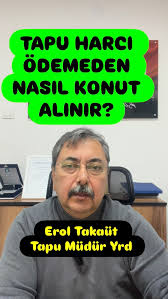 TAPU HARCI
ÖDEMEDEN
NASIL KONUT
ALINIR?
Erol Takaüt
Tapu Müdür Yrd